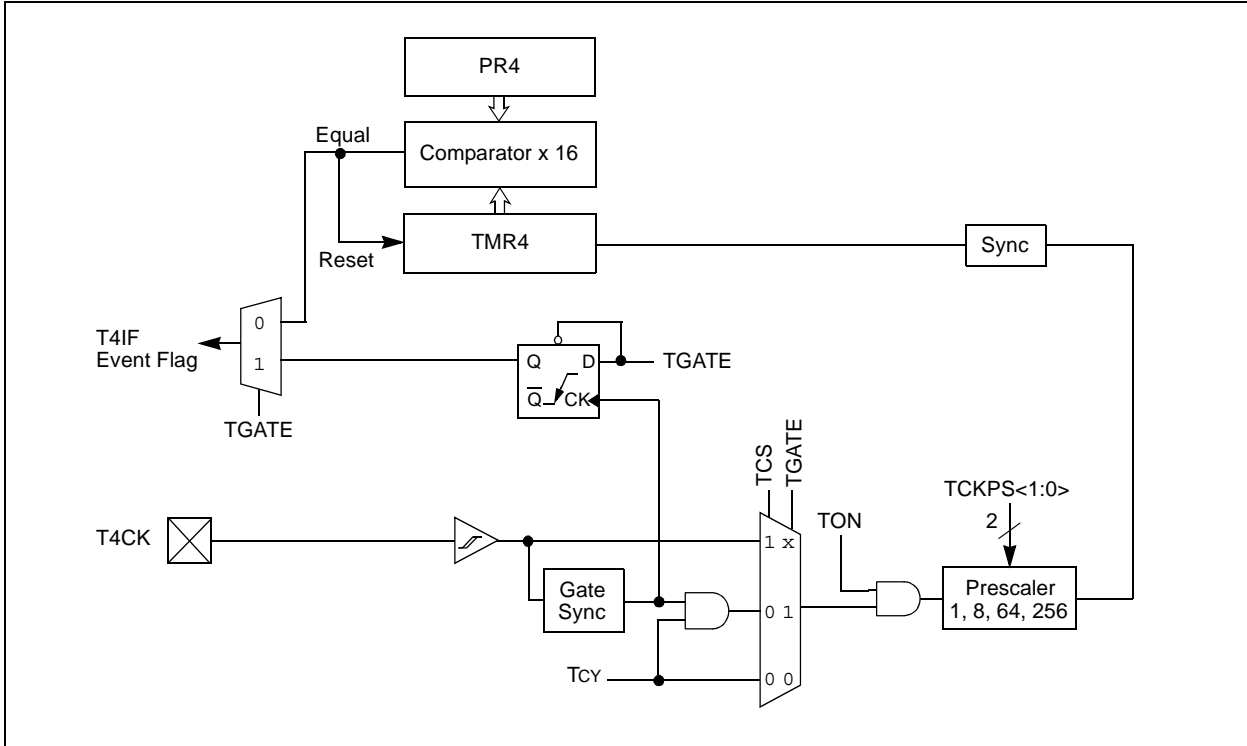 PR4
Equal
Comparator x 16
TMR4
Reset
Sync
0
T4IF
Event Flag
1
Q
D
TGATE
Q̅
CK
TGATE
TCS
TGATE
TCKPS<1:0>
2
TON
T4CK
1 x
Prescaler
1, 8, 64, 256
Gate
Sync
0 1
TCY
0 0